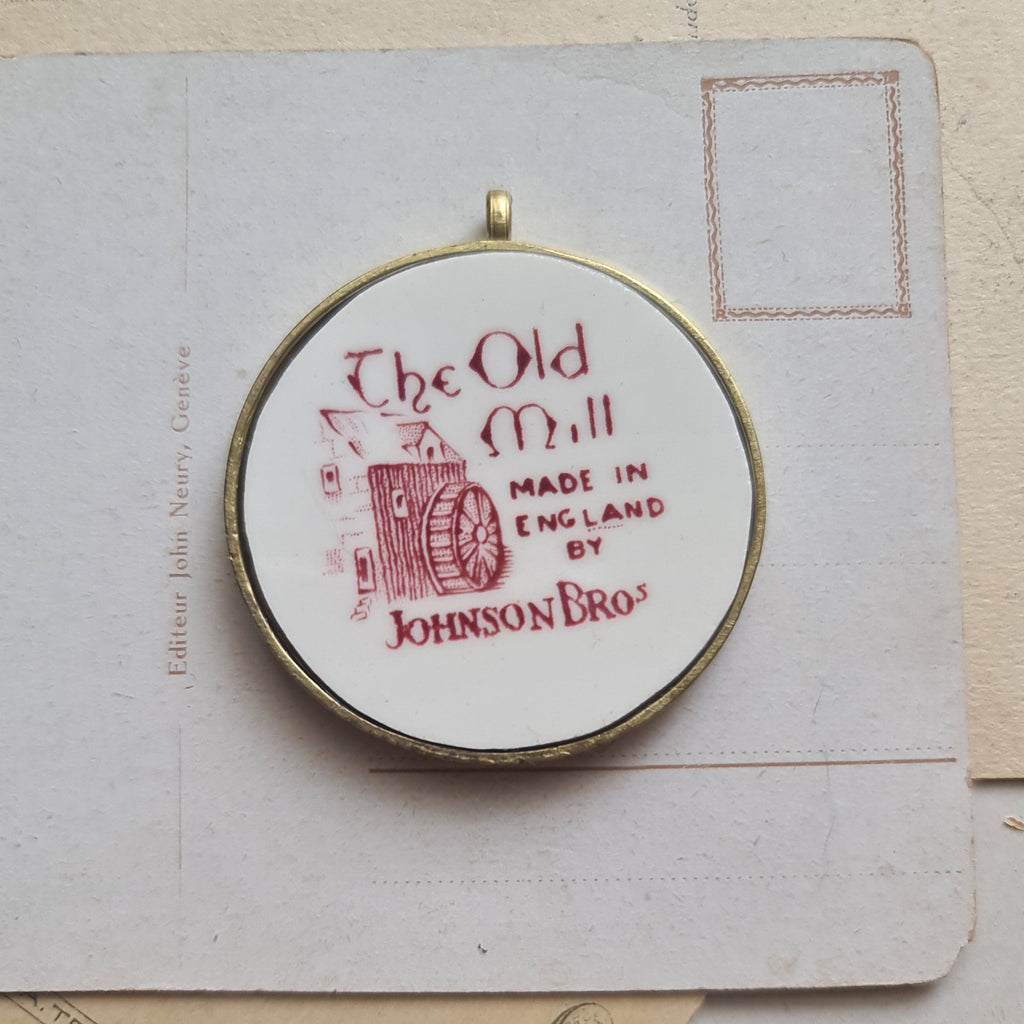 The Old
Mill
MADE IN
ENGLAND
BY
JOHNSON BROS
Editeur John Neury, Genève